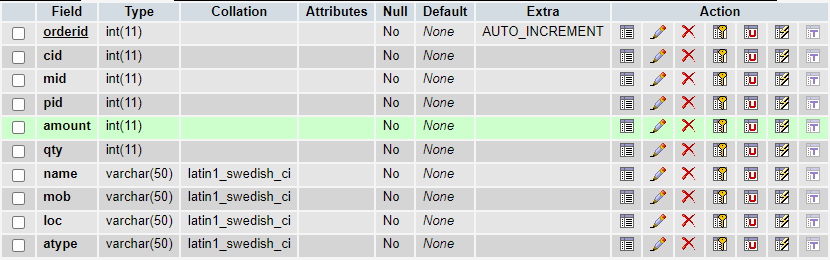 Field Type Collation Attributes Null Default Extra Action
orderid int(11) No None AUTO_INCREMENT
cid int(11) No None
mid int(11) No None
pid int(11) No None
amount int(11) No None
qty int(11) No None
name varchar(50) latin1_swedish_ci No None
mob varchar(50) latin1_swedish_ci No None
loc varchar(50) latin1_swedish_ci No None
atype varchar(50) latin1_swedish_ci No None